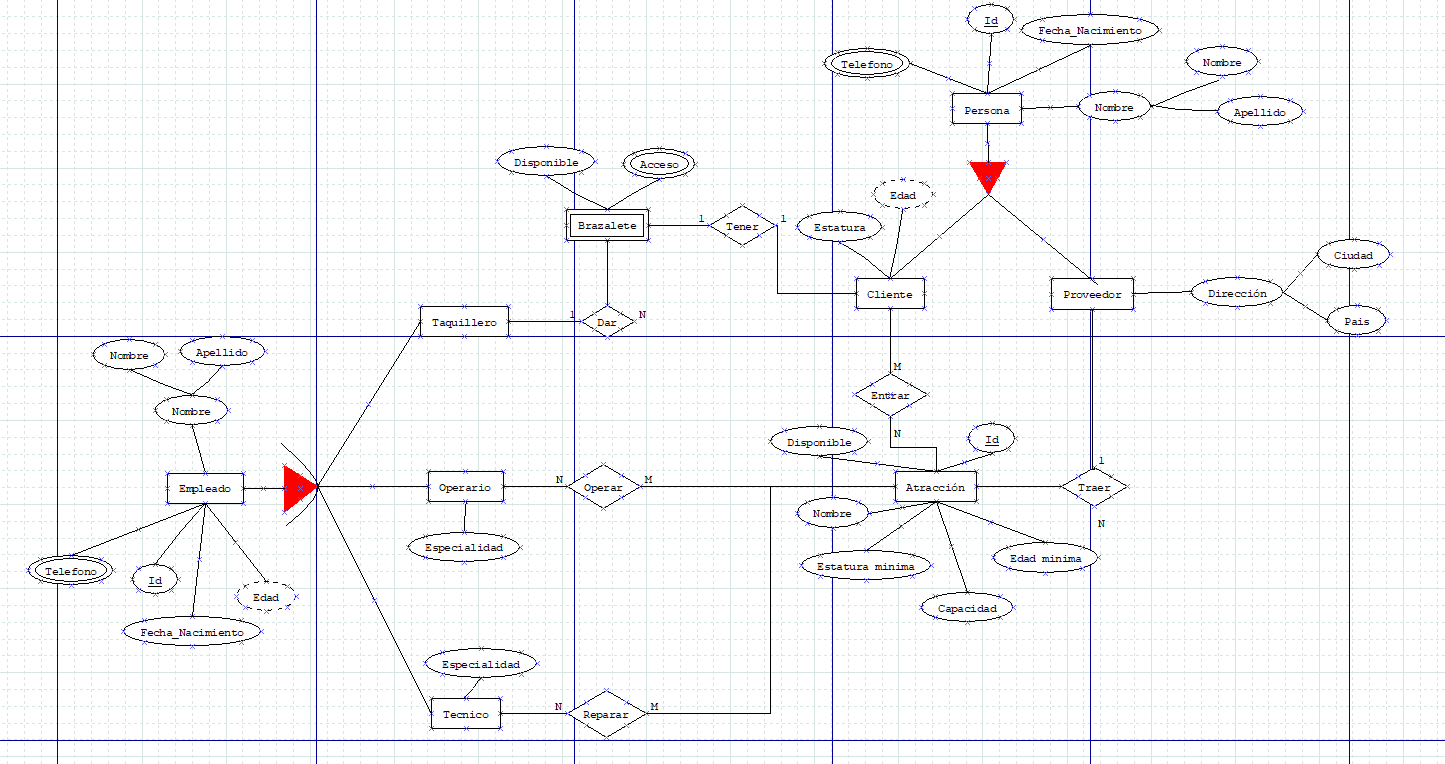 Id
Fecha_Nacimiento
Telefono
Nombre
Persona
Nombre
Apellido
Disponible
Acceso
Edad
Brazalete
1
Tener
1
Estatura
Ciudad
Cliente
Proveedor
Dirección
Pais
Taquillero
1
Dar
N
Nombre
Apellido
M
Entrar
Nombre
N
Disponible
Id
1
Empleado
Operario
N
Operar
M
Atracción
Traer
N
Nombre
Especialidad
Estatura minima
Edad minima
Telefono
Id
Edad
Capacidad
Fecha_Nacimiento
Especialidad
Tecnico
N
Reparar
M